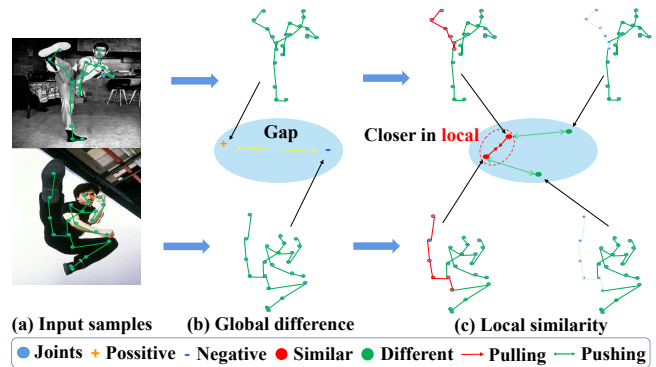 Gap
+
-
Closer in local
(a) Input samples
(b) Global difference
(c) Local similarity
Joints + Possitive - Negative Similar Different Pulling Pushing